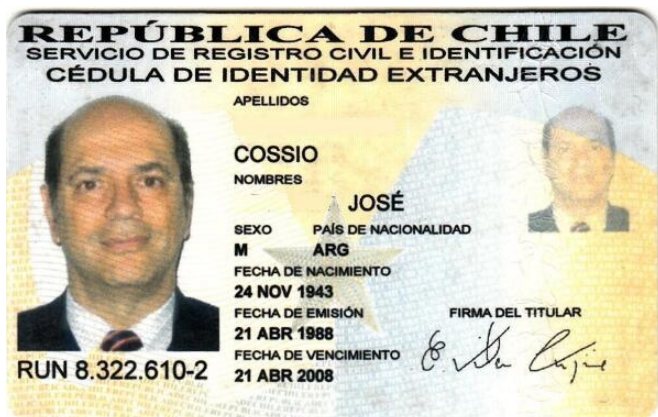 REPÚBLICA DE CHILE
SERVICIO DE REGISTRO CIVIL E IDENTIFICACIÓN
CÉDULA DE IDENTIDAD EXTRANJEROS
APELLIDOS
COSSIO
NOMBRES
JOSÉ
SEXO PAÍS DE NACIONALIDAD
M ARG
FECHA DE NACIMIENTO
24 NOV 1943
FECHA DE EMISIÓN FIRMA DEL TITULAR
21 ABR 1988
FECHA DE VENCIMIENTO
RUN 8.322.610-2 21 ABR 2008